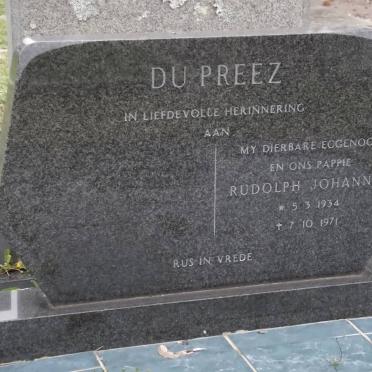 DU PREEZ
IN LIEFDEVOLLE HERINNERING
AAN
MY DIERBARE EGGENOO
EN ONS PAPPIE
RUDOLPH JOHANN
* 5.3.1934
✝ 7.10.1971
RUS IN VREDE